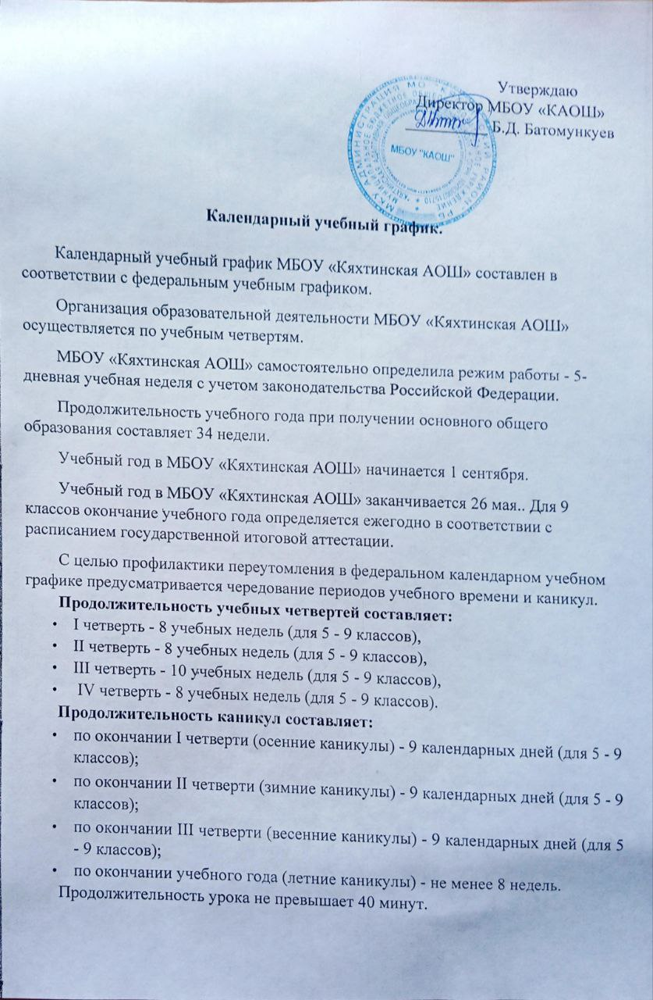 Утверждаю
Директор МБОУ «КАОШ»
Б.Д. Батомункуев
МБОУ "КАОШ"
Календарный учебный график.
Календарный учебный график МБОУ «Кяхтинская АОШ» составлен в
соответствии с федеральным учебным графиком.
Организация образовательной деятельности МБОУ «Кяхтинская АОШ»
осуществляется по учебным четвертям.
МБОУ «Кяхтинская АОШ» самостоятельно определила режим работы - 5-
дневная учебная неделя с учетом законодательства Российской Федерации.
Продолжительность учебного года при получении основного общего
образования составляет 34 недели.
Учебный год в МБОУ «Кяхтинская АОШ» начинается 1 сентября.
Учебный год в МБОУ «Кяхтинская АОШ» заканчивается 26 мая.. Для 9
классов окончание учебного года определяется ежегодно в соответствии с
расписанием государственной итоговой аттестации.
С целью профилактики переутомления в федеральном календарном учебном
графике предусматривается чередование периодов учебного времени и каникул.
Продолжительность учебных четвертей составляет:
• I четверть - 8 учебных недель (для 5 - 9 классов),
• II четверть - 8 учебных недель (для 5 - 9 классов),
• III четверть - 10 учебных недель (для 5 - 9 классов),
• IV четверть - 8 учебных недель (для 5 - 9 классов).
Продолжительность каникул составляет:
• по окончании I четверти (осенние каникулы) - 9 календарных дней (для 5 - 9
классов);
• по окончании II четверти (зимние каникулы) - 9 календарных дней (для 5 - 9
классов);
• по окончании III четверти (весенние каникулы) - 9 календарных дней (для 5
- 9 классов);
• по окончании учебного года (летние каникулы) - не менее 8 недель.
Продолжительность урока не превышает 40 минут.